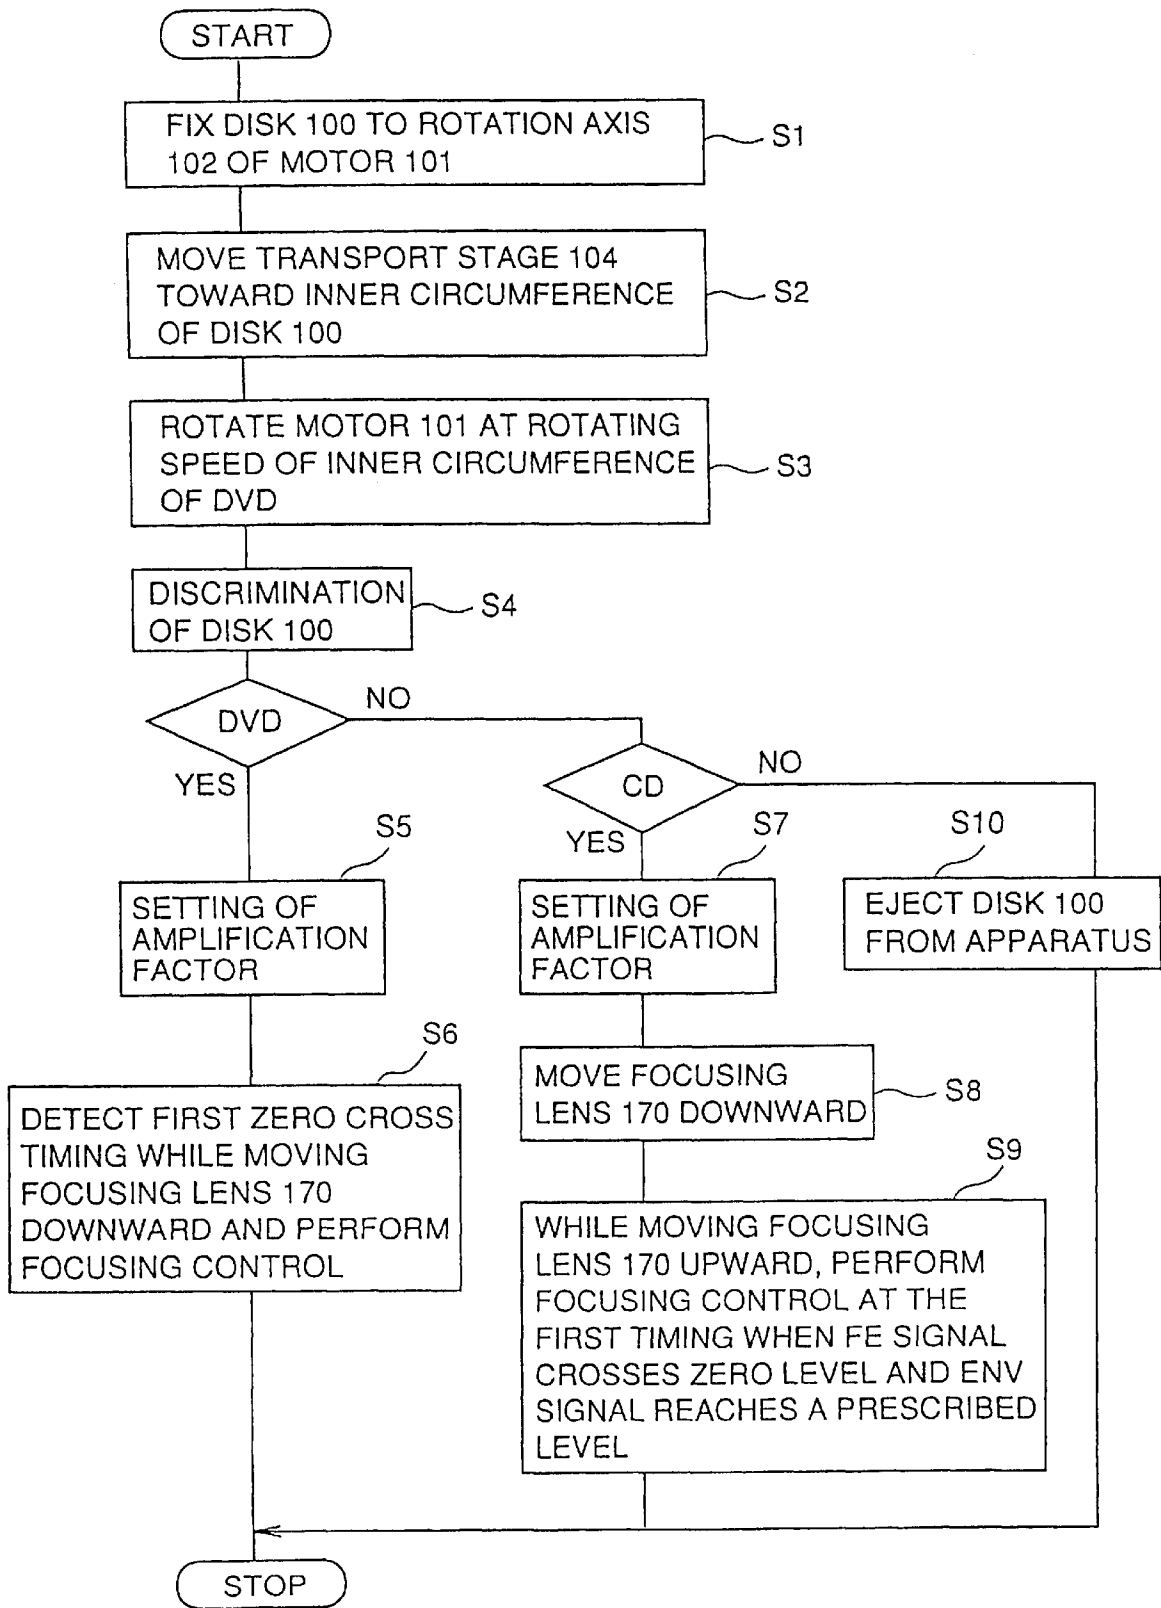 START
FIX DISK 100 TO ROTATION AXIS
102 OF MOTOR 101
S1
MOVE TRANSPORT STAGE 104
TOWARD INNER CIRCUMFERENCE
OF DISK 100
S2
ROTATE MOTOR 101 AT ROTATING
SPEED OF INNER CIRCUMFERENCE
OF DVD
S3
DISCRIMINATION
OF DISK 100
S4
DVD
NO
YES
CD
NO
YES
S5
SETTING OF
AMPLIFICATION
FACTOR
S7
SETTING OF
AMPLIFICATION
FACTOR
S10
EJECT DISK 100
FROM APPARATUS
S6
DETECT FIRST ZERO CROSS
TIMING WHILE MOVING
FOCUSING LENS 170
DOWNWARD AND PERFORM
FOCUSING CONTROL
MOVE FOCUSING
LENS 170 DOWNWARD
S8
S9
WHILE MOVING FOCUSING
LENS 170 UPWARD, PERFORM
FOCUSING CONTROL AT THE
FIRST TIMING WHEN FE SIGNAL
CROSSES ZERO LEVEL AND ENV
SIGNAL REACHES A PRESCRIBED
LEVEL
STOP